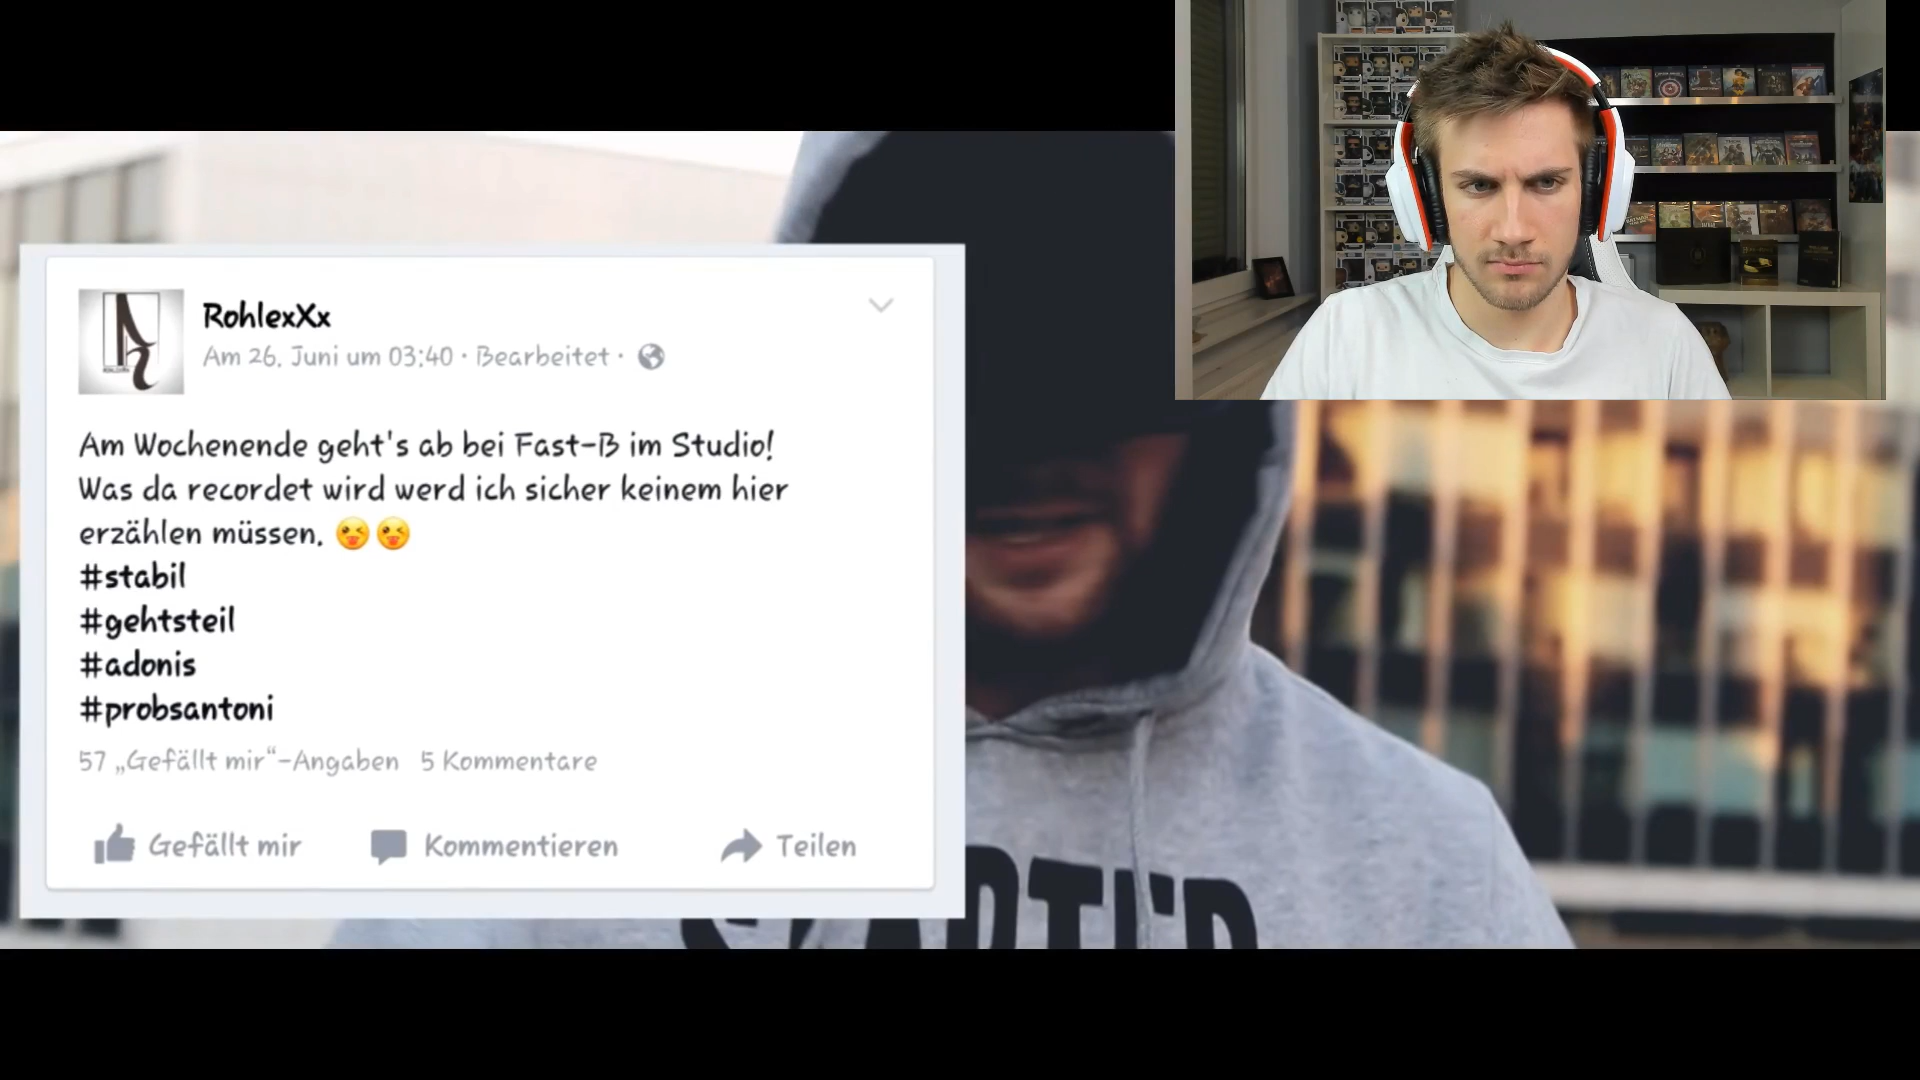 RohlexXx
Am 26. Juni um 03:40 · Bearbeitet ·
Am Wochenende geht's ab bei Fast-B im Studio!
Was da recordet wird werd ich sicher keinem hier
erzählen müssen. 😝😝
#stabil
#gehtsteil
#adonis
#probsantoni
57 „Gefällt mir“-Angaben 5 Kommentare
Gefällt mir Kommentieren Teilen